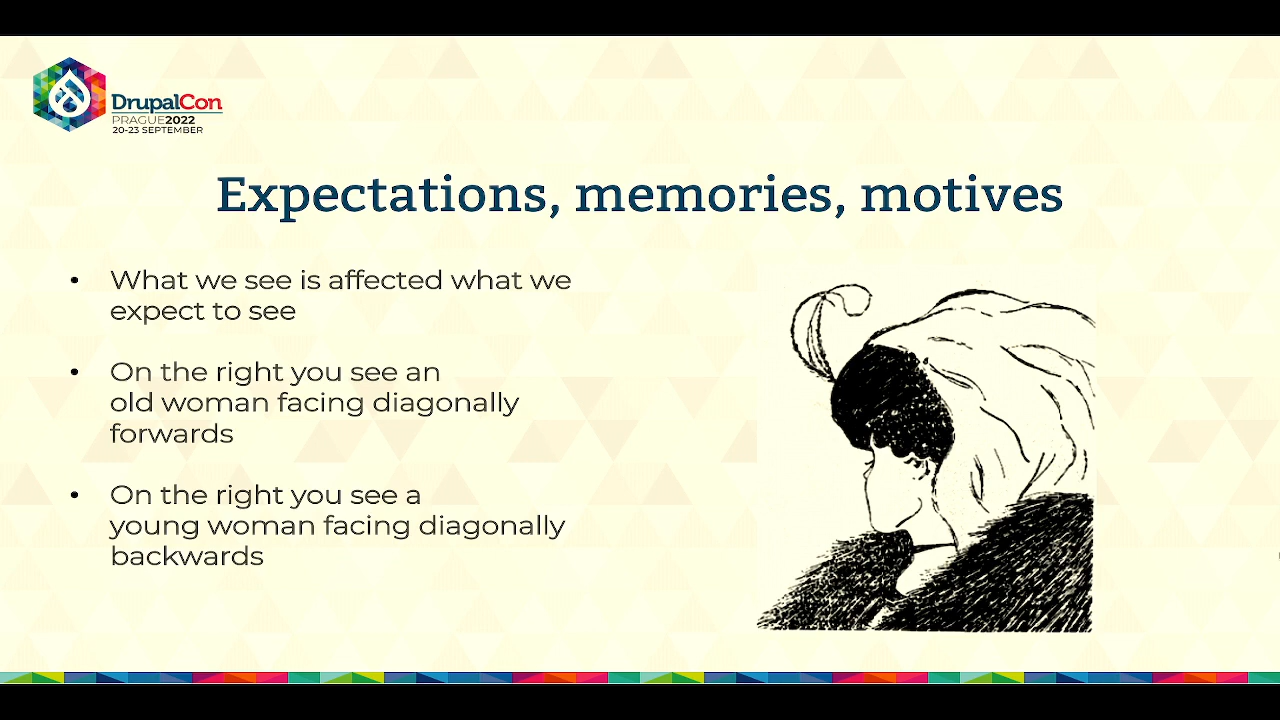 DrupalCon
PRAGUE2022
20-23 SEPTEMBER
Expectations, memories, motives
• What we see is affected what we
expect to see
• On the right you see an
old woman facing diagonally
forwards
• On the right you see a
young woman facing diagonally
backwards